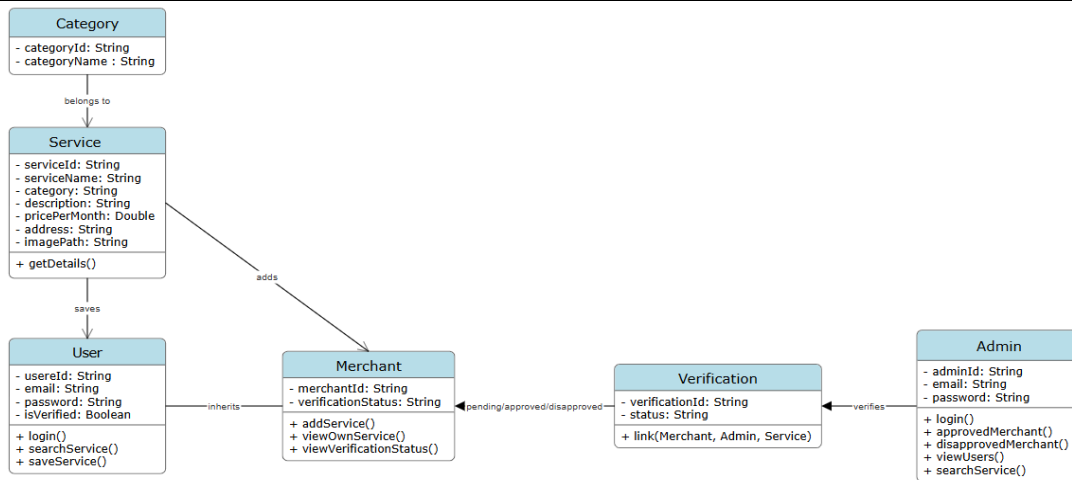 Category
- categoryId: String
- categoryName : String
belongs to
Service
- serviceId: String
- serviceName: String
- category: String
- description: String
- pricePerMonth: Double
- address: String
- imagePath: String
+ getDetails()
adds
saves
User
- usereId: String
- email: String
- password: String
- isVerified: Boolean
+ login()
+ searchService()
+ saveService()
inherits
Merchant
- merchantId: String
- verificationStatus: String
+ addService()
+ viewOwnService()
+ viewVerificationStatus()
pending/approved/disapproved
Verification
- verificationId: String
- status: String
+ link(Merchant, Admin, Service)
verifies
Admin
- adminId: String
- email: String
- password: String
+ login()
+ approvedMerchant()
+ disapprovedMerchant()
+ viewUsers()
+ searchService()